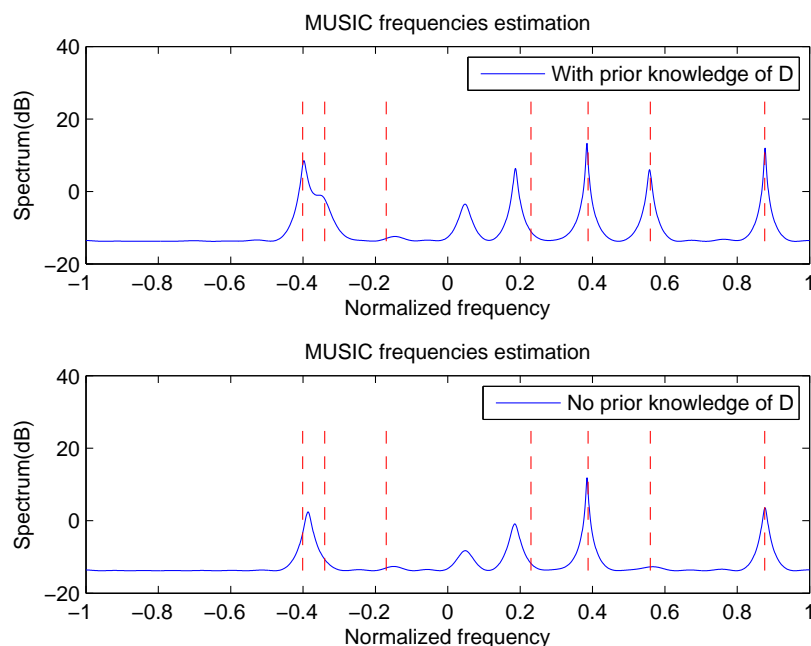 MUSIC frequencies estimation
40
20
0
−20
Spectrum(dB)
With prior knowledge of D
−1 −0.8 −0.6 −0.4 −0.2 0 0.2 0.4 0.6 0.8 1
Normalized frequency
MUSIC frequencies estimation
40
20
0
−20
Spectrum(dB)
No prior knowledge of D
−1 −0.8 −0.6 −0.4 −0.2 0 0.2 0.4 0.6 0.8 1
Normalized frequency